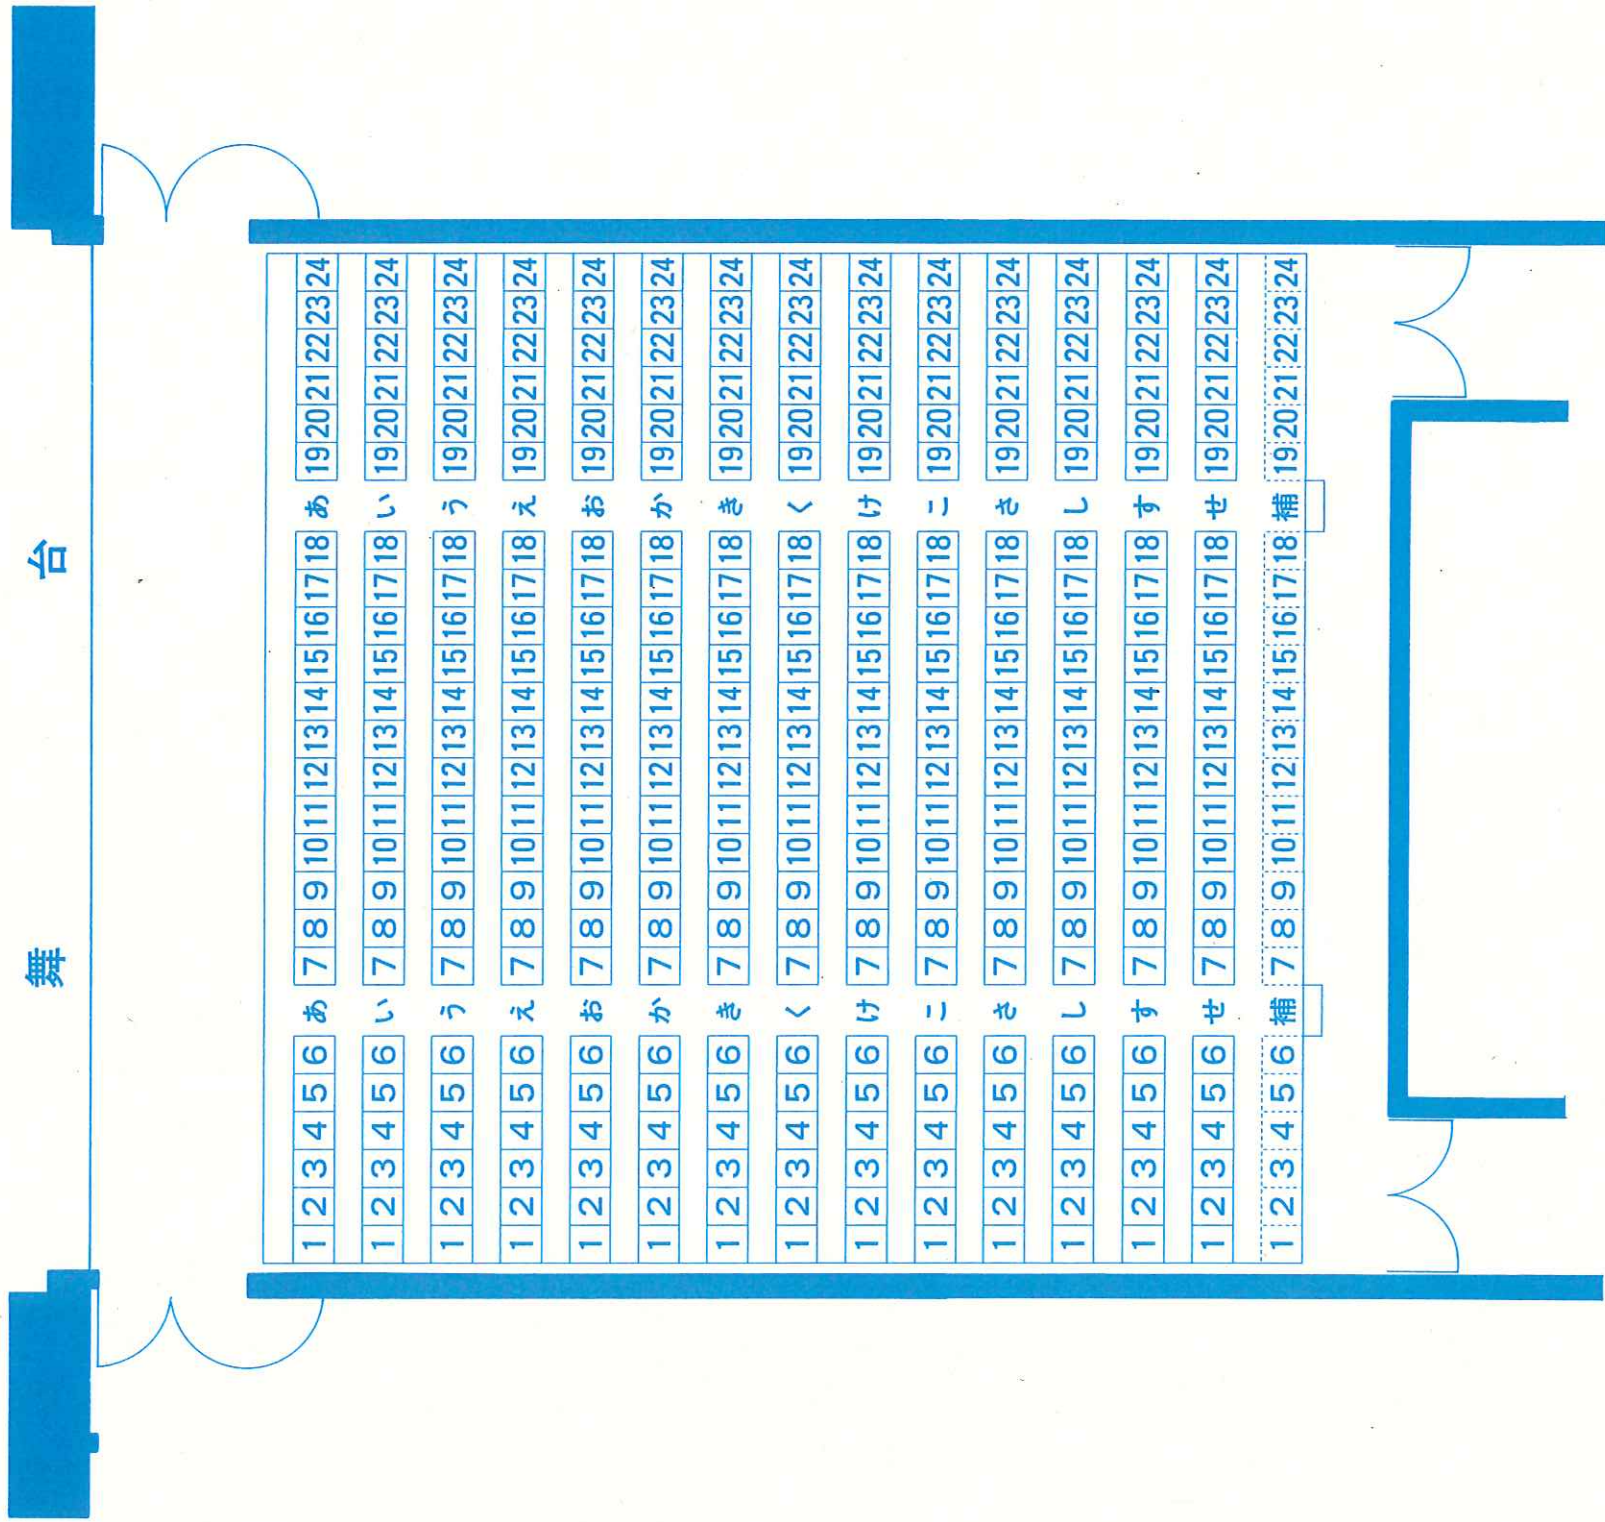 舞台
1 2 3 4 5 6 あ 7 8 9 10 11 12 13 14 15 16 17 18 あ 19 20 21 22 23 24
1 2 3 4 5 6 い 7 8 9 10 11 12 13 14 15 16 17 18 い 19 20 21 22 23 24
1 2 3 4 5 6 う 7 8 9 10 11 12 13 14 15 16 17 18 う 19 20 21 22 23 24
1 2 3 4 5 6 え 7 8 9 10 11 12 13 14 15 16 17 18 え 19 20 21 22 23 24
1 2 3 4 5 6 お 7 8 9 10 11 12 13 14 15 16 17 18 お 19 20 21 22 23 24
1 2 3 4 5 6 か 7 8 9 10 11 12 13 14 15 16 17 18 か 19 20 21 22 23 24
1 2 3 4 5 6 き 7 8 9 10 11 12 13 14 15 16 17 18 き 19 20 21 22 23 24
1 2 3 4 5 6 く 7 8 9 10 11 12 13 14 15 16 17 18 く 19 20 21 22 23 24
1 2 3 4 5 6 け 7 8 9 10 11 12 13 14 15 16 17 18 け 19 20 21 22 23 24
1 2 3 4 5 6 こ 7 8 9 10 11 12 13 14 15 16 17 18 こ 19 20 21 22 23 24
1 2 3 4 5 6 さ 7 8 9 10 11 12 13 14 15 16 17 18 さ 19 20 21 22 23 24
1 2 3 4 5 6 し 7 8 9 10 11 12 13 14 15 16 17 18 し 19 20 21 22 23 24
1 2 3 4 5 6 す 7 8 9 10 11 12 13 14 15 16 17 18 す 19 20 21 22 23 24
1 2 3 4 5 6 せ 7 8 9 10 11 12 13 14 15 16 17 18 せ 19 20 21 22 23 24
1 2 3 4 5 6 補 7 8 9 10 11 12 13 14 15 16 17 18 補 19 20 21 22 23 24